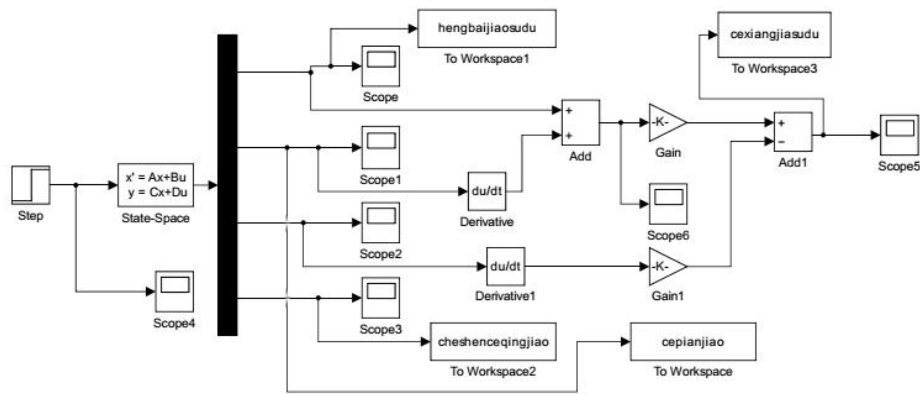 hengbaijiaosudu
To Workspace1
cexiangjiasudu
To Workspace3
Scope
+
+
Add
-K-
Gain
+
−
Add1
Scope5
Scope1
x' = Ax+Bu
y = Cx+Du
State-Space
Step
du/dt
Derivative
Scope6
Scope2
du/dt
Derivative1
-K-
Gain1
Scope4
Scope3
cheshenceqingjiao
To Workspace2
cepianjiao
To Workspace